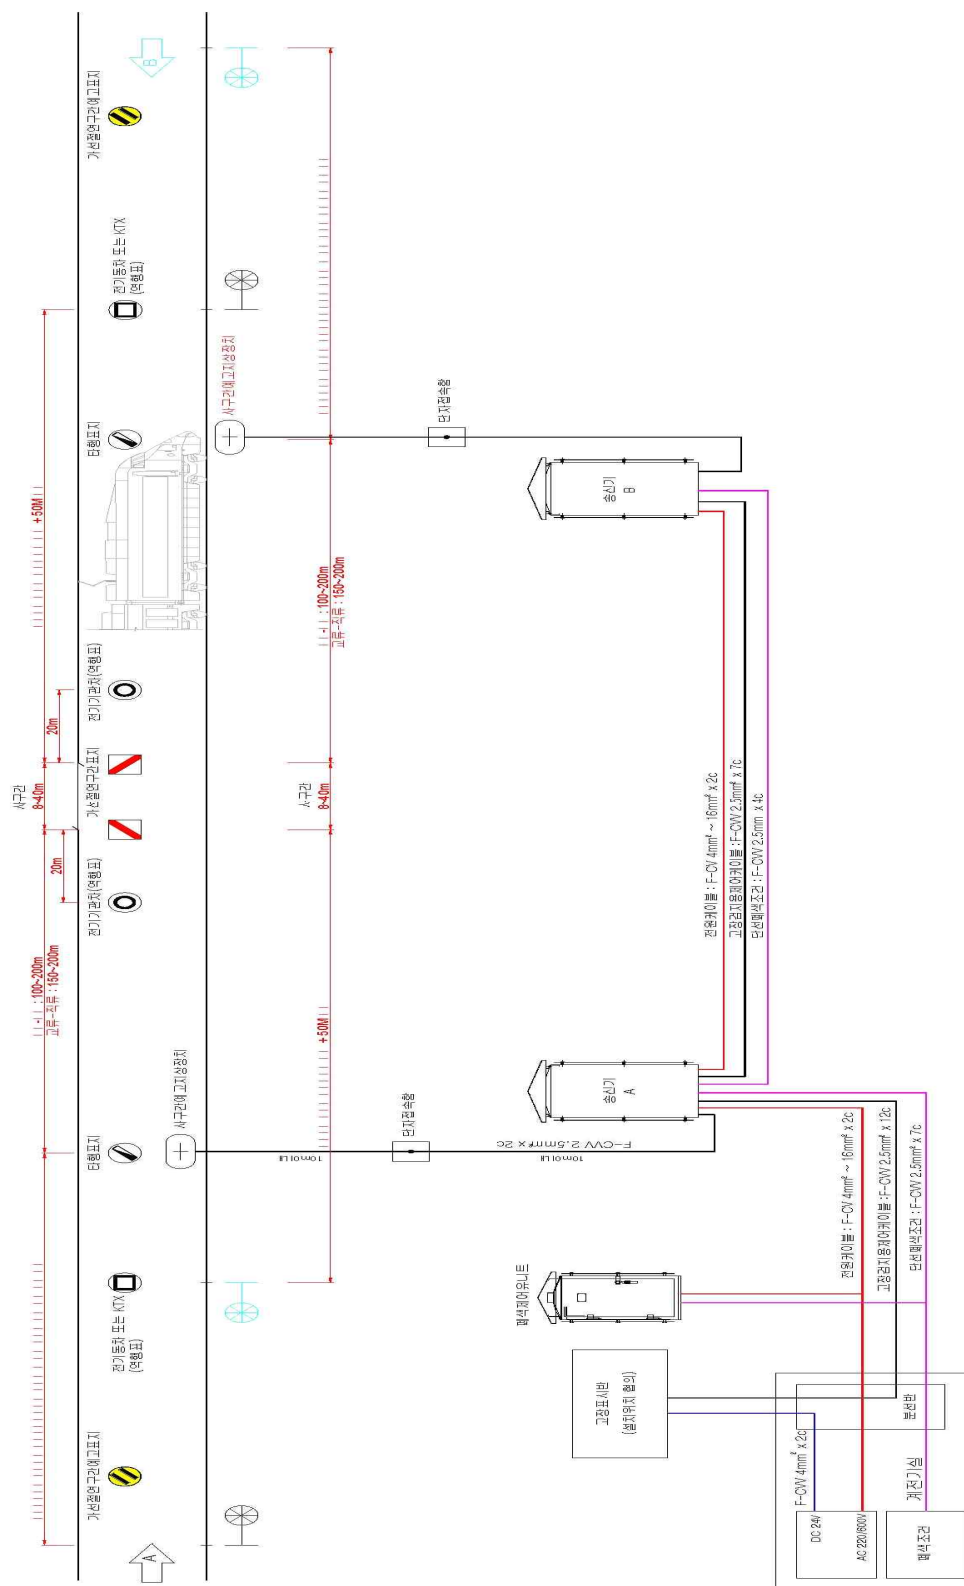 100~200m
교류-직류 : 150~200m
20m
사구간
8~40m
20m
+50M
A
가선절연구간예고표지
전기동차 또는 KTX
(역행표)
타행표지
전기기관차(역행표)
가선절연구간표지
전기기관차(역행표)
타행표지
전기동차 또는 KTX
(역행표)
가선절연구간예고표지
B
사구간예고지상장치
사구간예고지상장치
+50M
8~40m
100~200m
교류-직류 : 150~200m
10m이내
10m이내
단자접속함
F-CVV 2.5mm² x 2c
단자접속함
송신기
A
송신기
B
전원케이블 : F-CV 4mm² ~ 16mm² x 2c
고장검지용제어케이블 : F-CVV 2.5mm² x 7c
단선폐색조건 : F-CVV 2.5mm x 4c
폐색제어유니트
고장표시반
(설치위치 협의)
전원케이블 : F-CV 4mm² ~ 16mm² x 2c
고장검지용제어케이블 : F-CVV 2.5mm² x 12c
단선폐색조건 : F-CVV 2.5mm² x 7c
F-CVV 4mm² x 2c
DC 24V
AC 220/600V
분선반
계전기실
폐색조건